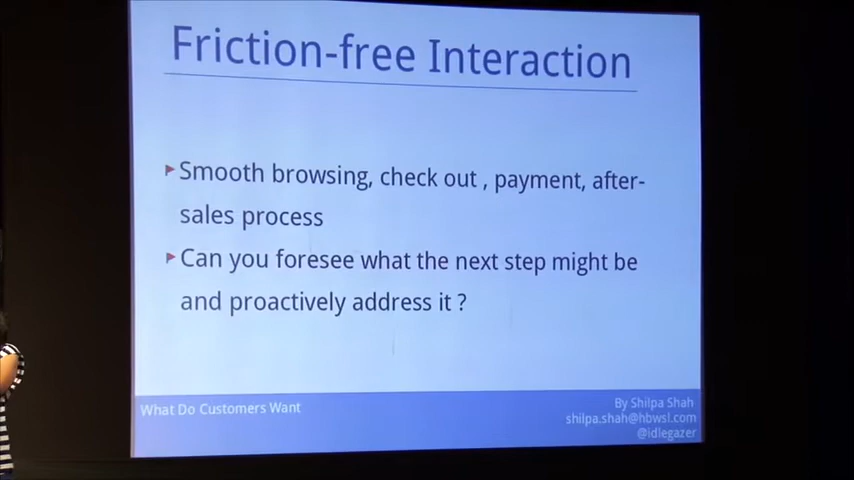 Friction-free Interaction
Smooth browsing, check out , payment, after-
sales process
Can you foresee what the next step might be
and proactively address it ?
What Do Customers Want
By Shilpa Shah
shilpa.shah@hbwsl.com
@idlegazer